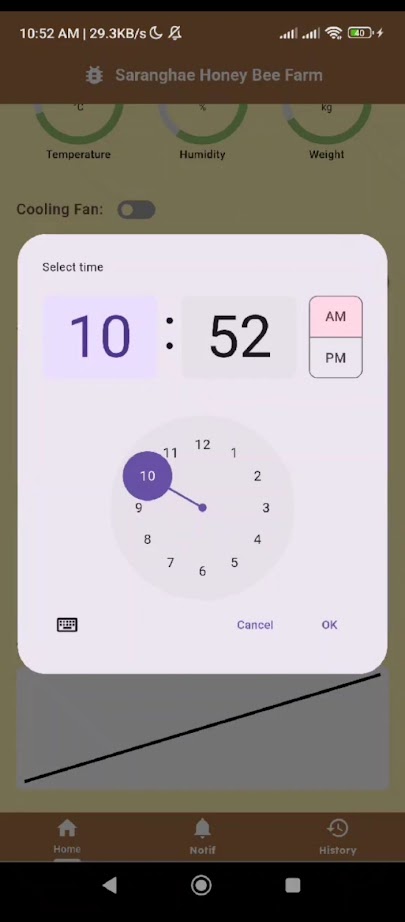 10:52 AM | 29.3KB/s
40
Saranghae Honey Bee Farm
°C
%
kg
Temperature
Humidity
Weight
Cooling Fan:
Select time
10
:
52
AM
PM
12
1
2
3
4
5
6
7
8
9
10
11
Cancel
OK
Home
Notif
History